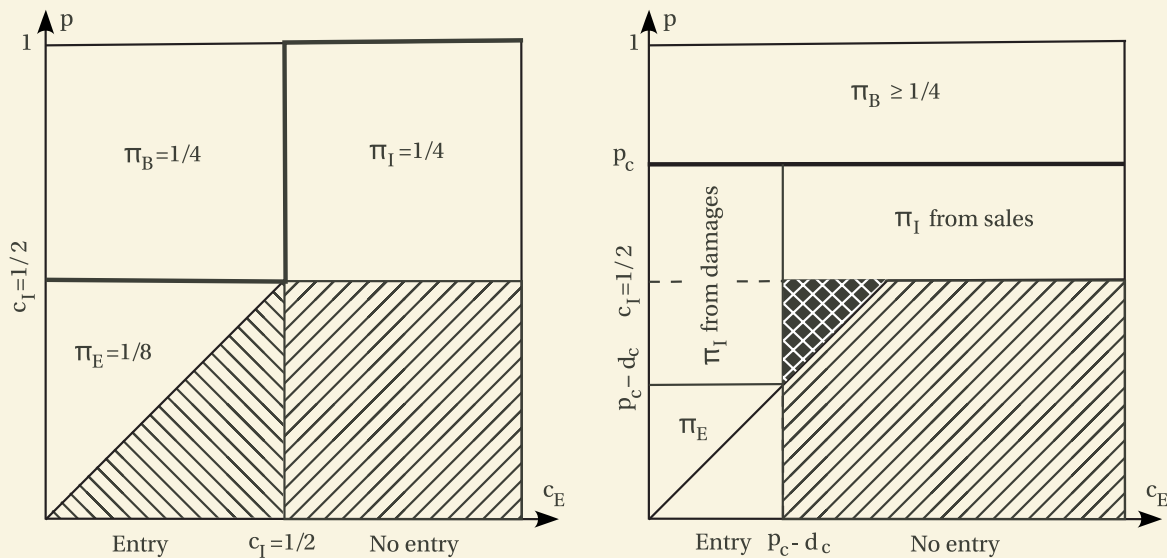 p
1
π_B=1/4
π_I=1/4
c_I=1/2
π_E=1/8
c_E
Entry
c_I=1/2
No entry
p
1
π_B ≥ 1/4
p_c
π_I from damages
π_I from sales
c_I=1/2
p_c - d_c
π_E
c_E
Entry
p_c - d_c
No entry